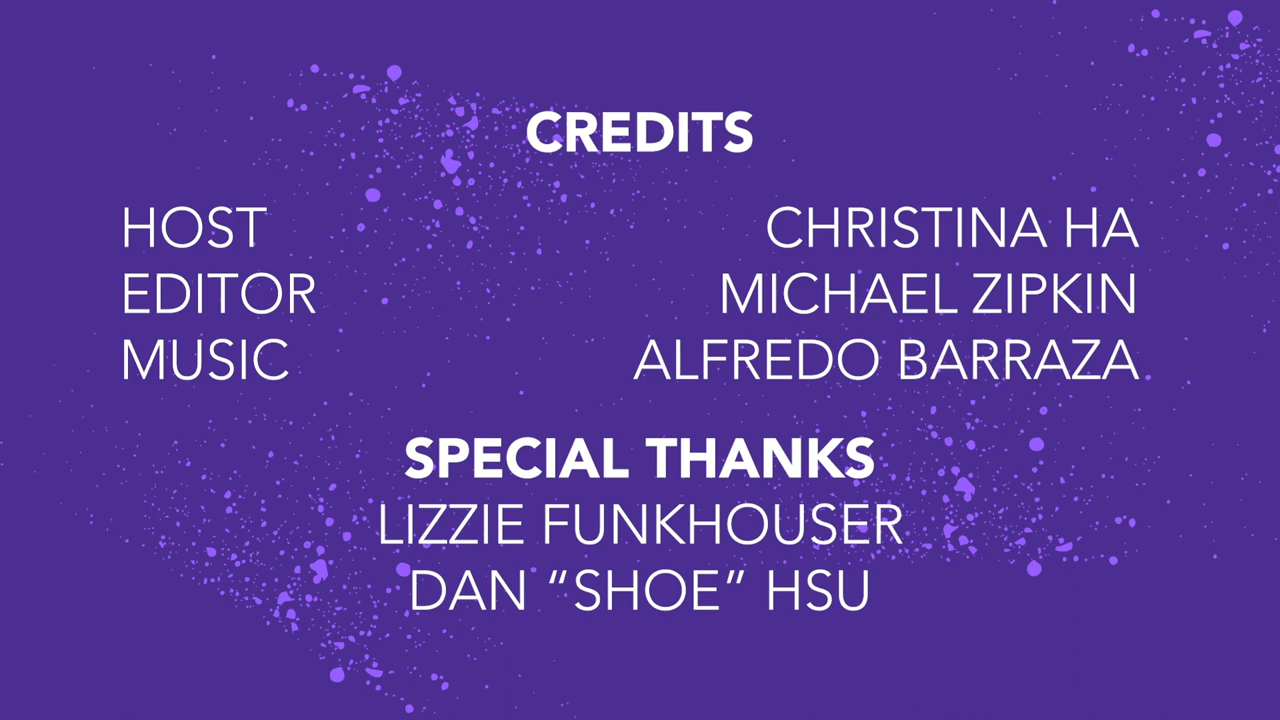 CREDITS
HOST CHRISTINA HA
EDITOR MICHAEL ZIPKIN
MUSIC ALFREDO BARRAZA
SPECIAL THANKS
LIZZIE FUNKHOUSER
DAN “SHOE” HSU